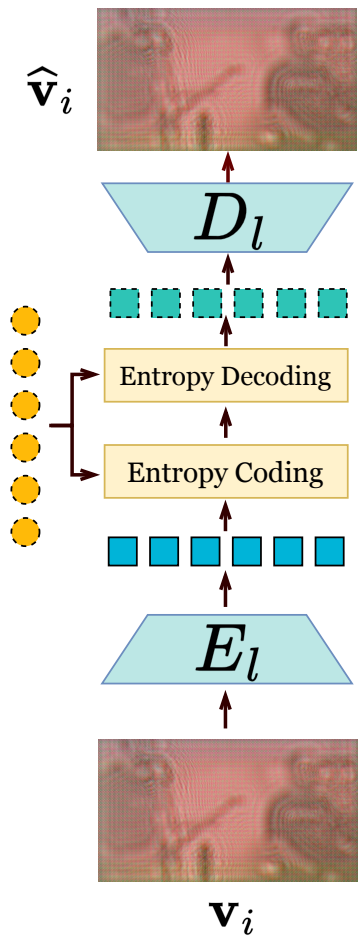 v̂ᵢ
Dₗ
Entropy Decoding
Entropy Coding
Eₗ
vᵢ